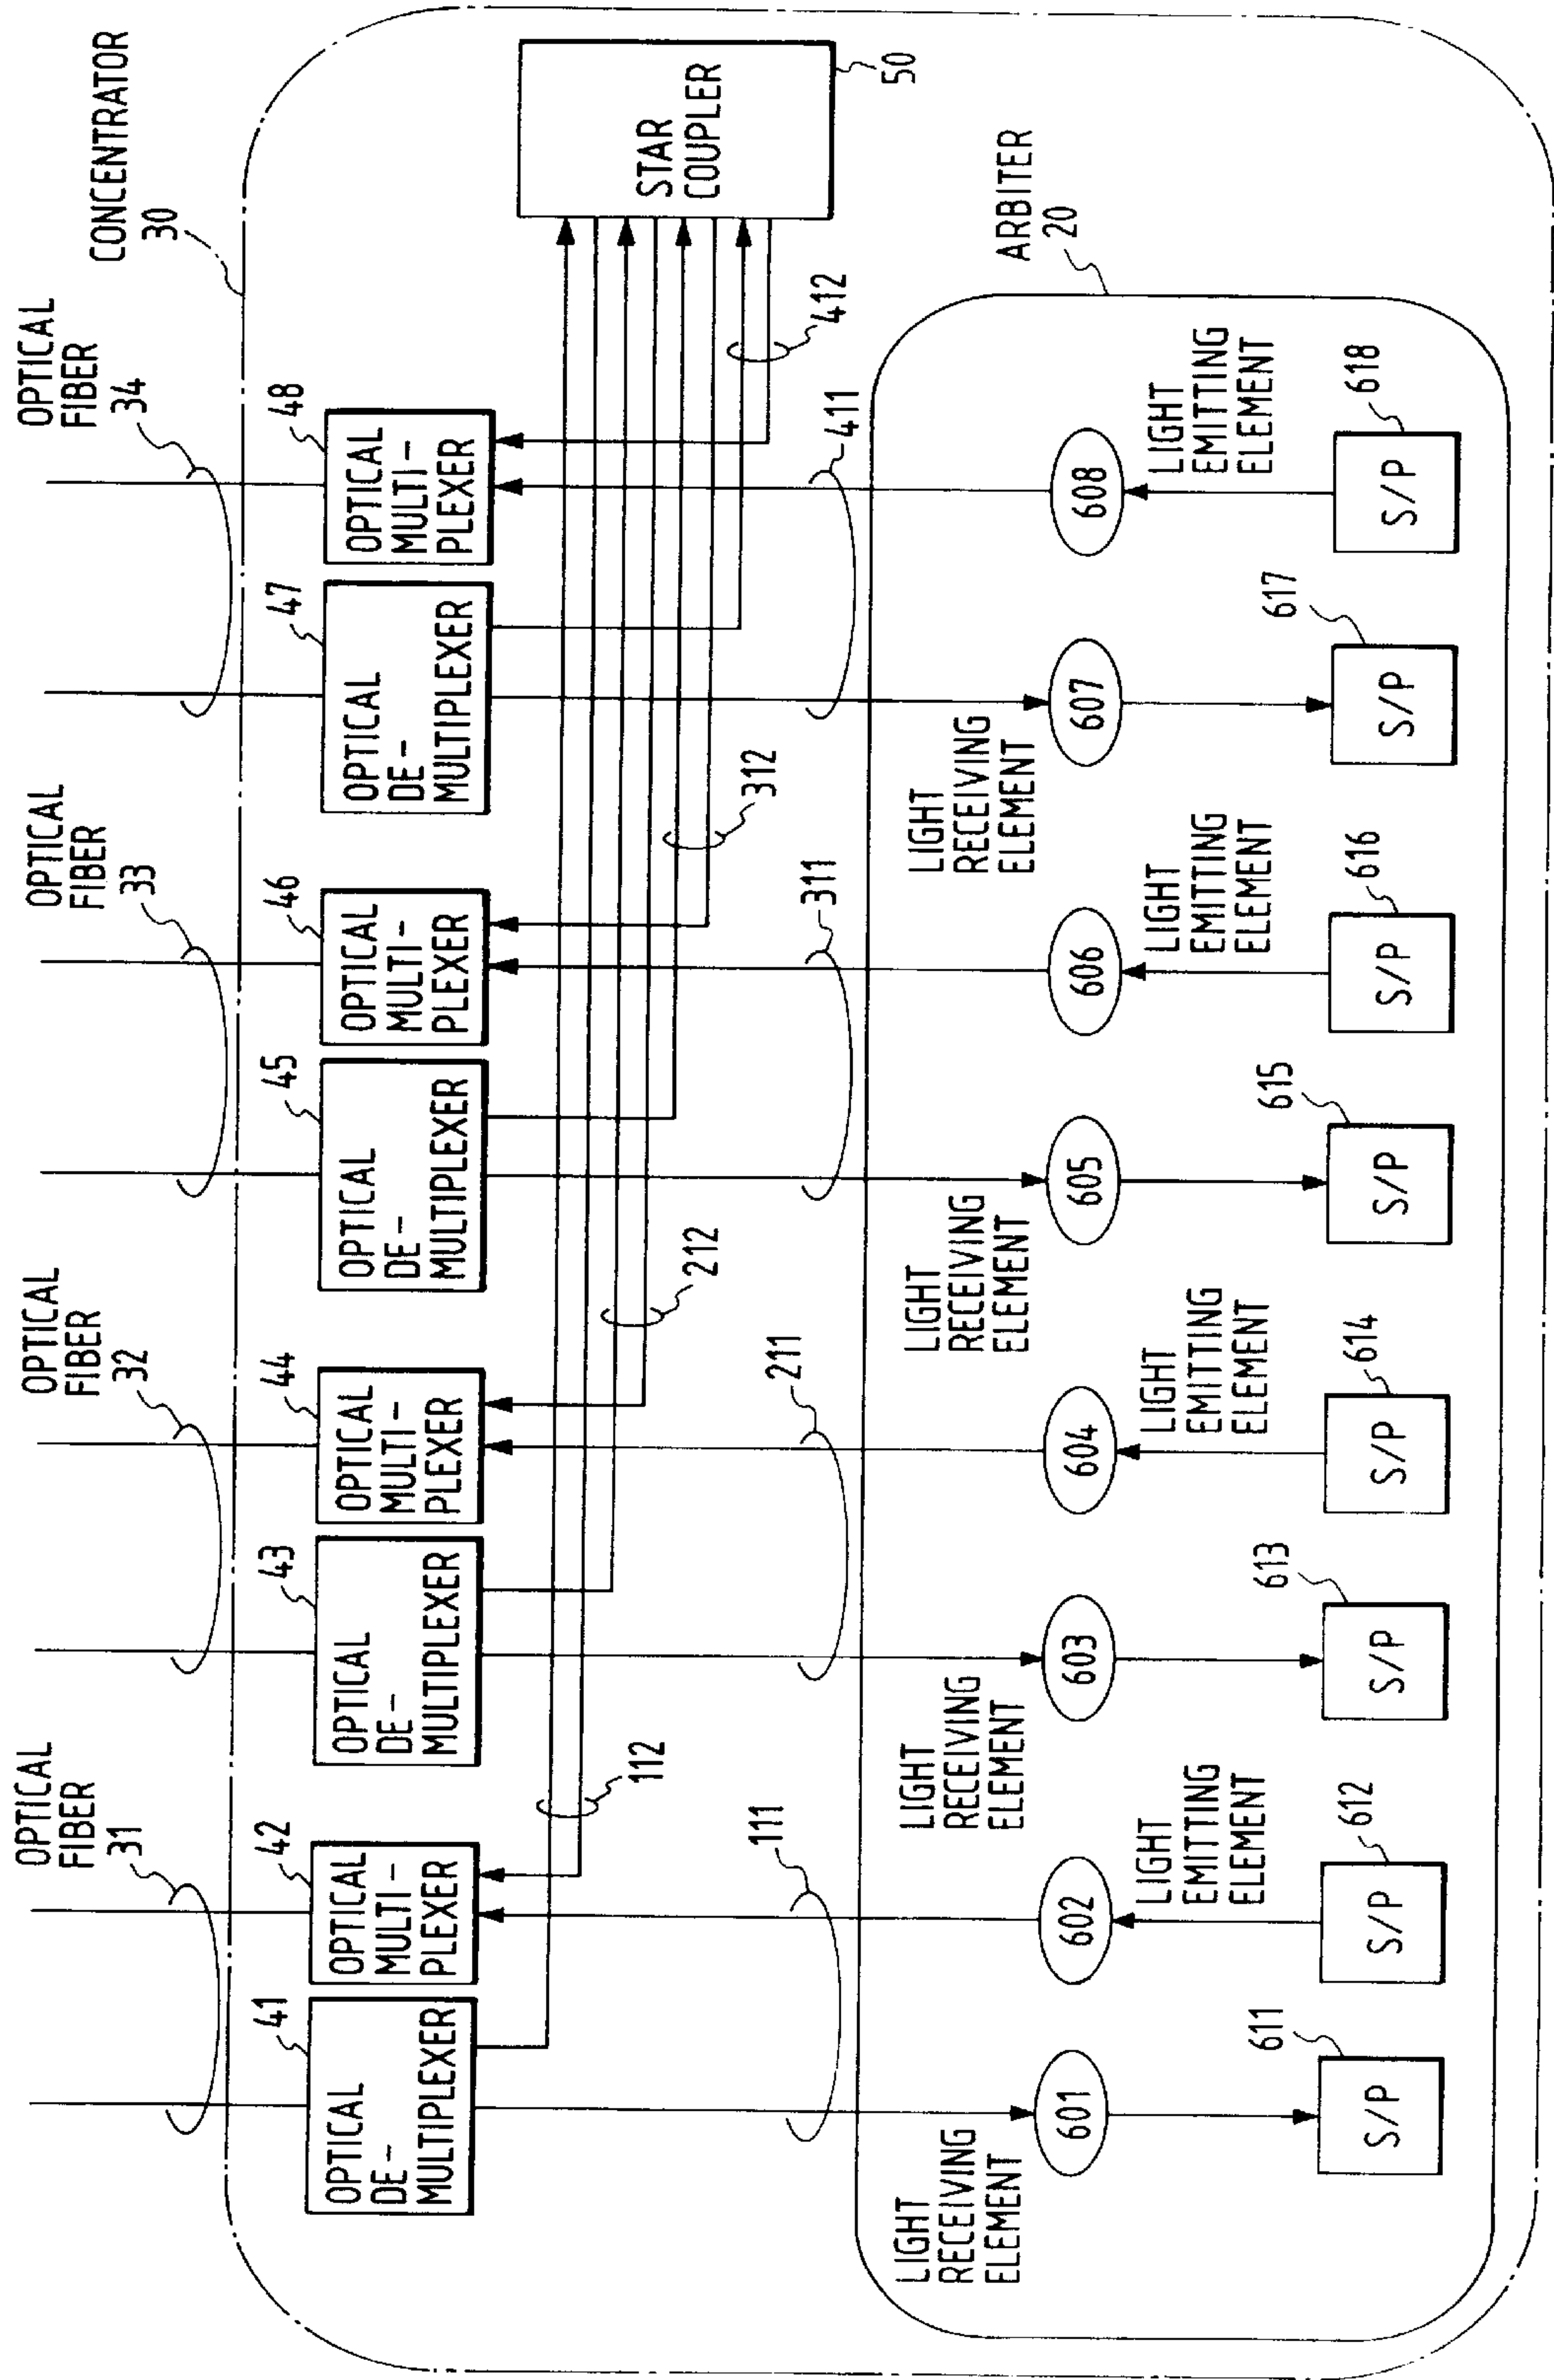 OPTICAL
FIBER
31
OPTICAL
FIBER
32
OPTICAL
FIBER
33
OPTICAL
FIBER
34
CONCENTRATOR
30
41
OPTICAL
DE-
MULTIPLEXER
42
OPTICAL
MULTI-
PLEXER
43
OPTICAL
DE-
MULTIPLEXER
44
OPTICAL
MULTI-
PLEXER
45
OPTICAL
DE-
MULTIPLEXER
46
OPTICAL
MULTI-
PLEXER
47
OPTICAL
DE-
MULTIPLEXER
48
OPTICAL
MULTI-
PLEXER
STAR
COUPLER
50
112
212
312
412
111
211
311
411
ARBITER
20
LIGHT
RECEIVING
ELEMENT
601
602
LIGHT
EMITTING
ELEMENT
LIGHT
RECEIVING
ELEMENT
603
604
LIGHT
EMITTING
ELEMENT
LIGHT
RECEIVING
ELEMENT
605
606
LIGHT
EMITTING
ELEMENT
LIGHT
RECEIVING
ELEMENT
607
608
LIGHT
EMITTING
ELEMENT
611
S/P
612
S/P
613
S/P
614
S/P
615
S/P
616
S/P
617
S/P
618
S/P